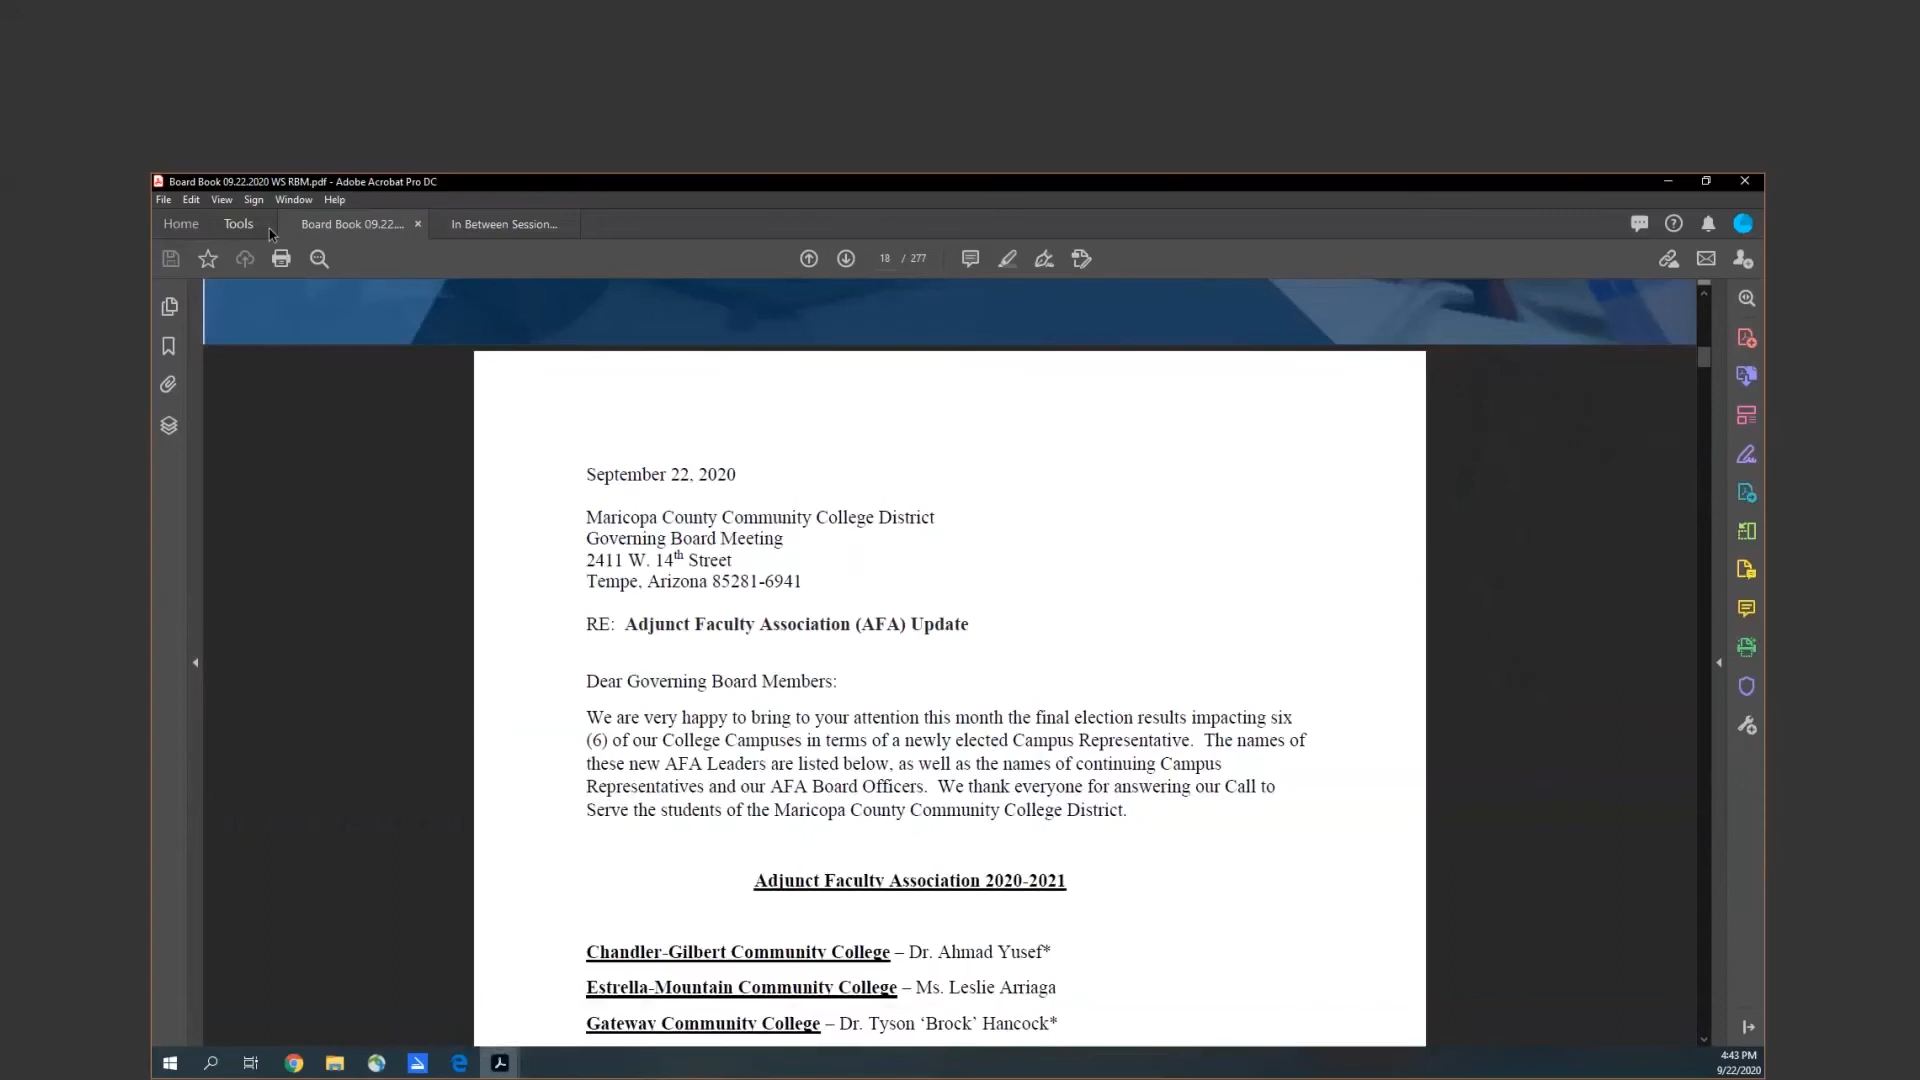 Board Book 09.22.2020 WS RBM.pdf - Adobe Acrobat Pro DC
File Edit View Sign Window Help
Home Tools Board Book 09.22.... × In Between Session...
18 / 277
September 22, 2020
Maricopa County Community College District
Governing Board Meeting
2411 W. 14th Street
Tempe, Arizona 85281-6941
RE: Adjunct Faculty Association (AFA) Update
Dear Governing Board Members:
We are very happy to bring to your attention this month the final election results impacting six
(6) of our College Campuses in terms of a newly elected Campus Representative. The names of
these new AFA Leaders are listed below, as well as the names of continuing Campus
Representatives and our AFA Board Officers. We thank everyone for answering our Call to
Serve the students of the Maricopa County Community College District.
Adjunct Faculty Association 2020-2021
Chandler-Gilbert Community College – Dr. Ahmad Yusef*
Estrella-Mountain Community College – Ms. Leslie Arriaga
Gateway Community College – Dr. Tyson ‘Brock’ Hancock*
4:43 PM
9/22/2020